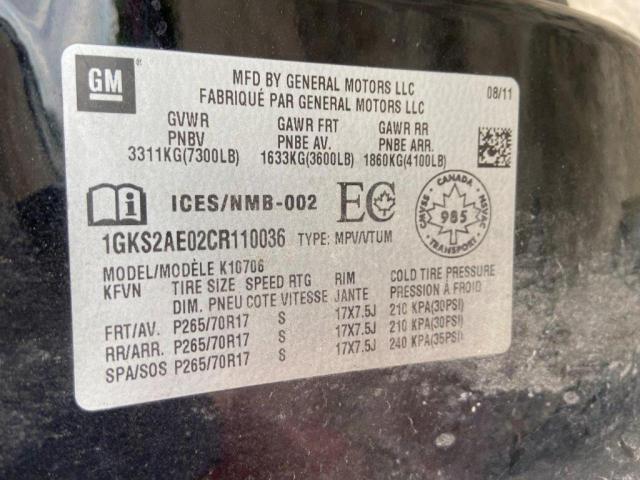 GM
MFD BY GENERAL MOTORS LLC
FABRIQUÉ PAR GENERAL MOTORS LLC
08/11
GVWR GAWR FRT GAWR RR
PNBV PNBE AV. PNBE ARR.
3311KG(7300LB) 1633KG(3600LB) 1860KG(4100LB)
ICES/NMB-002 EC
CANADA
CMVSS 985 NSVAC
TRANSPORT
1GKS2AE02CR110036 TYPE: MPV/VTUM
MODEL/MODÈLE K10706
KFVN TIRE SIZE SPEED RTG RIM COLD TIRE PRESSURE
DIM. PNEU COTE VITESSE JANTE PRESSION À FROID
FRT/AV. P265/70R17 S 17X7.5J 210 KPA(30PSI)
RR/ARR. P265/70R17 S 17X7.5J 210 KPA(30PSI)
SPA/SOS P265/70R17 S 17X7.5J 240 KPA(35PSI)